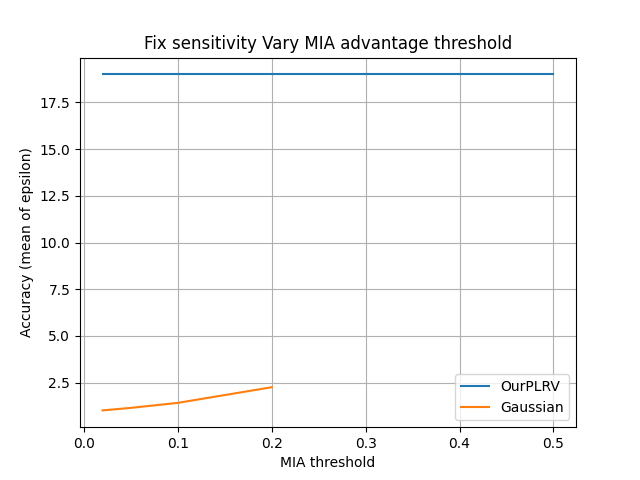 Fix sensitivity Vary MIA advantage threshold
Accuracy (mean of epsilon)
17.5
15.0
12.5
10.0
7.5
5.0
2.5
OurPLRV
Gaussian
0.0 0.1 0.2 0.3 0.4 0.5
MIA threshold